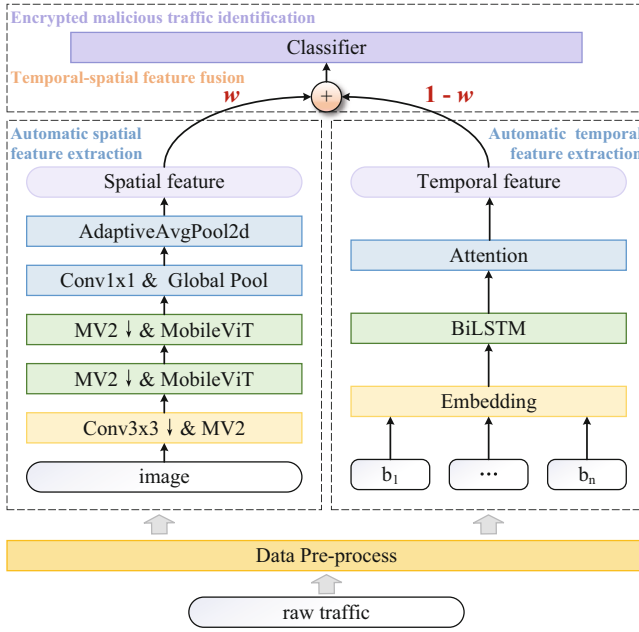 Encrypted malicious traffic identification
Classifier
Temporal-spatial feature fusion
w
+
1 - w
Automatic spatial
feature extraction
Spatial feature
AdaptiveAvgPool2d
Conv1x1 & Global Pool
MV2 ↓ & MobileViT
MV2 ↓ & MobileViT
Conv3x3 ↓ & MV2
image
Automatic temporal
feature extraction
Temporal feature
Attention
BiLSTM
Embedding
b₁ ... bₙ
Data Pre-process
raw traffic